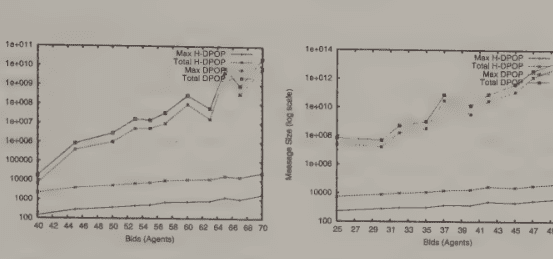 1e+011
1e+010
1e+009
1e+008
1e+007
1e+006
100000
10000
1000
100
40 42 44 46 48 50 52 54 56 58 60 62 64 66 68 70
Bids (Agents)
Max H-DPOP
Total H-DPOP
Max DPOP
Total DPOP
Message Size (log scale)
1e+014
1e+012
1e+010
1e+008
1e+006
10000
100
25 27 29 30 32 35 37 39 42 45 47
Bids (Agents)
Max H-DPOP
Total H-DPOP
Max DPOP
Total DPOP